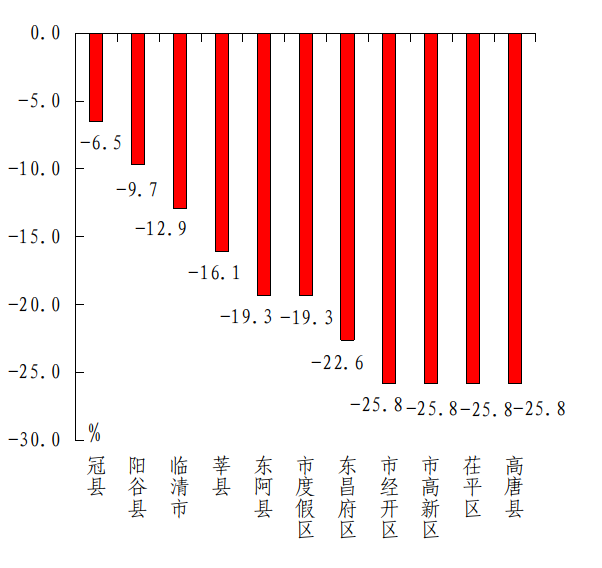 0.0
-5.0
-10.0
-15.0
-20.0
-25.0
-30.0
%
-6.5
-9.7
-12.9
-16.1
-19.3
-19.3
-22.6
-25.8
-25.8
-25.8
-25.8
冠县
阳谷县
临清市
莘县
东阿县
市度假区
东昌府区
市经开区
市高新区
茌平区
高唐县